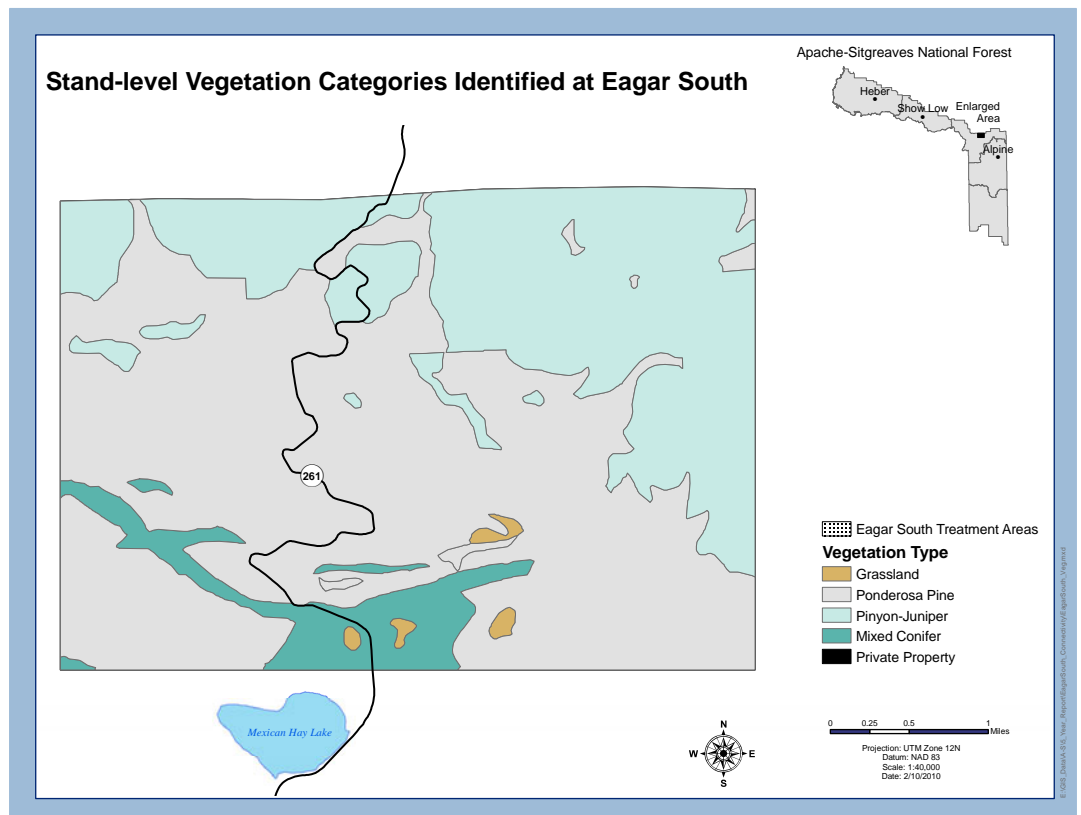 Apache-Sitgreaves National Forest
Stand-level Vegetation Categories Identified at Eagar South
Heber
Show Low
Enlarged
Area
Alpine
261
Eagar South Treatment Areas
Vegetation Type
Grassland
Ponderosa Pine
Pinyon-Juniper
Mixed Conifer
Private Property
Mexican Hay Lake
N
W
E
S
0 0.25 0.5 1
Miles
Projection: UTM Zone 12N
Datum: NAD 83
Scale: 1:40,000
Date: 2/10/2010